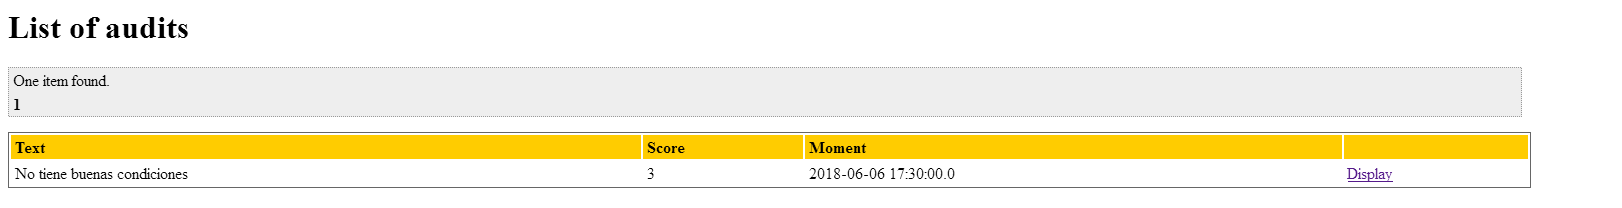 List of audits
One item found.
1
Text Score Moment
No tiene buenas condiciones 3 2018-06-06 17:30:00.0 Display